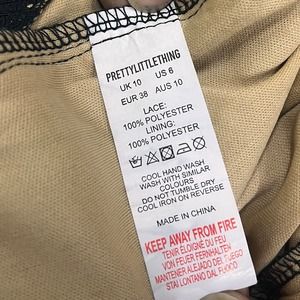 PRETTYLITTLETHING
UK 10 US 6
EUR 38 AUS 10
LACE:
100% POLYESTER
LINING:
100% POLYESTER
COOL HAND WASH
WASH WITH SIMILAR
COLOURS
DO NOT TUMBLE DRY
COOL IRON ON REVERSE
MADE IN CHINA
KEEP AWAY FROM FIRE
TENIR ÉLOIGNÉ DU FEU
VON FEUER FERNHALTEN
MANTENER ALEJADO DEL FUEGO
STAI LONTANO DAL FUOCO